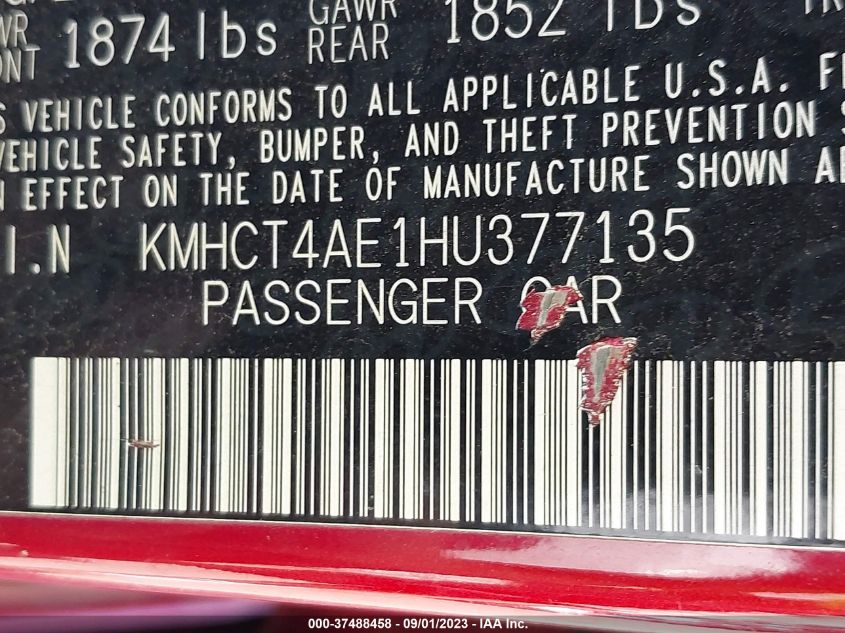 GAWR 1852 lbs
1874 lbs REAR
S VEHICLE CONFORMS TO ALL APPLICABLE U.S.A.
VEHICLE SAFETY, BUMPER, AND THEFT PREVENTION
EFFECT ON THE DATE OF MANUFACTURE SHOWN
I.N KMHCT4AE1HU377135
PASSENGER CAR
000-37488458 - 09/01/2023 - IAA Inc.